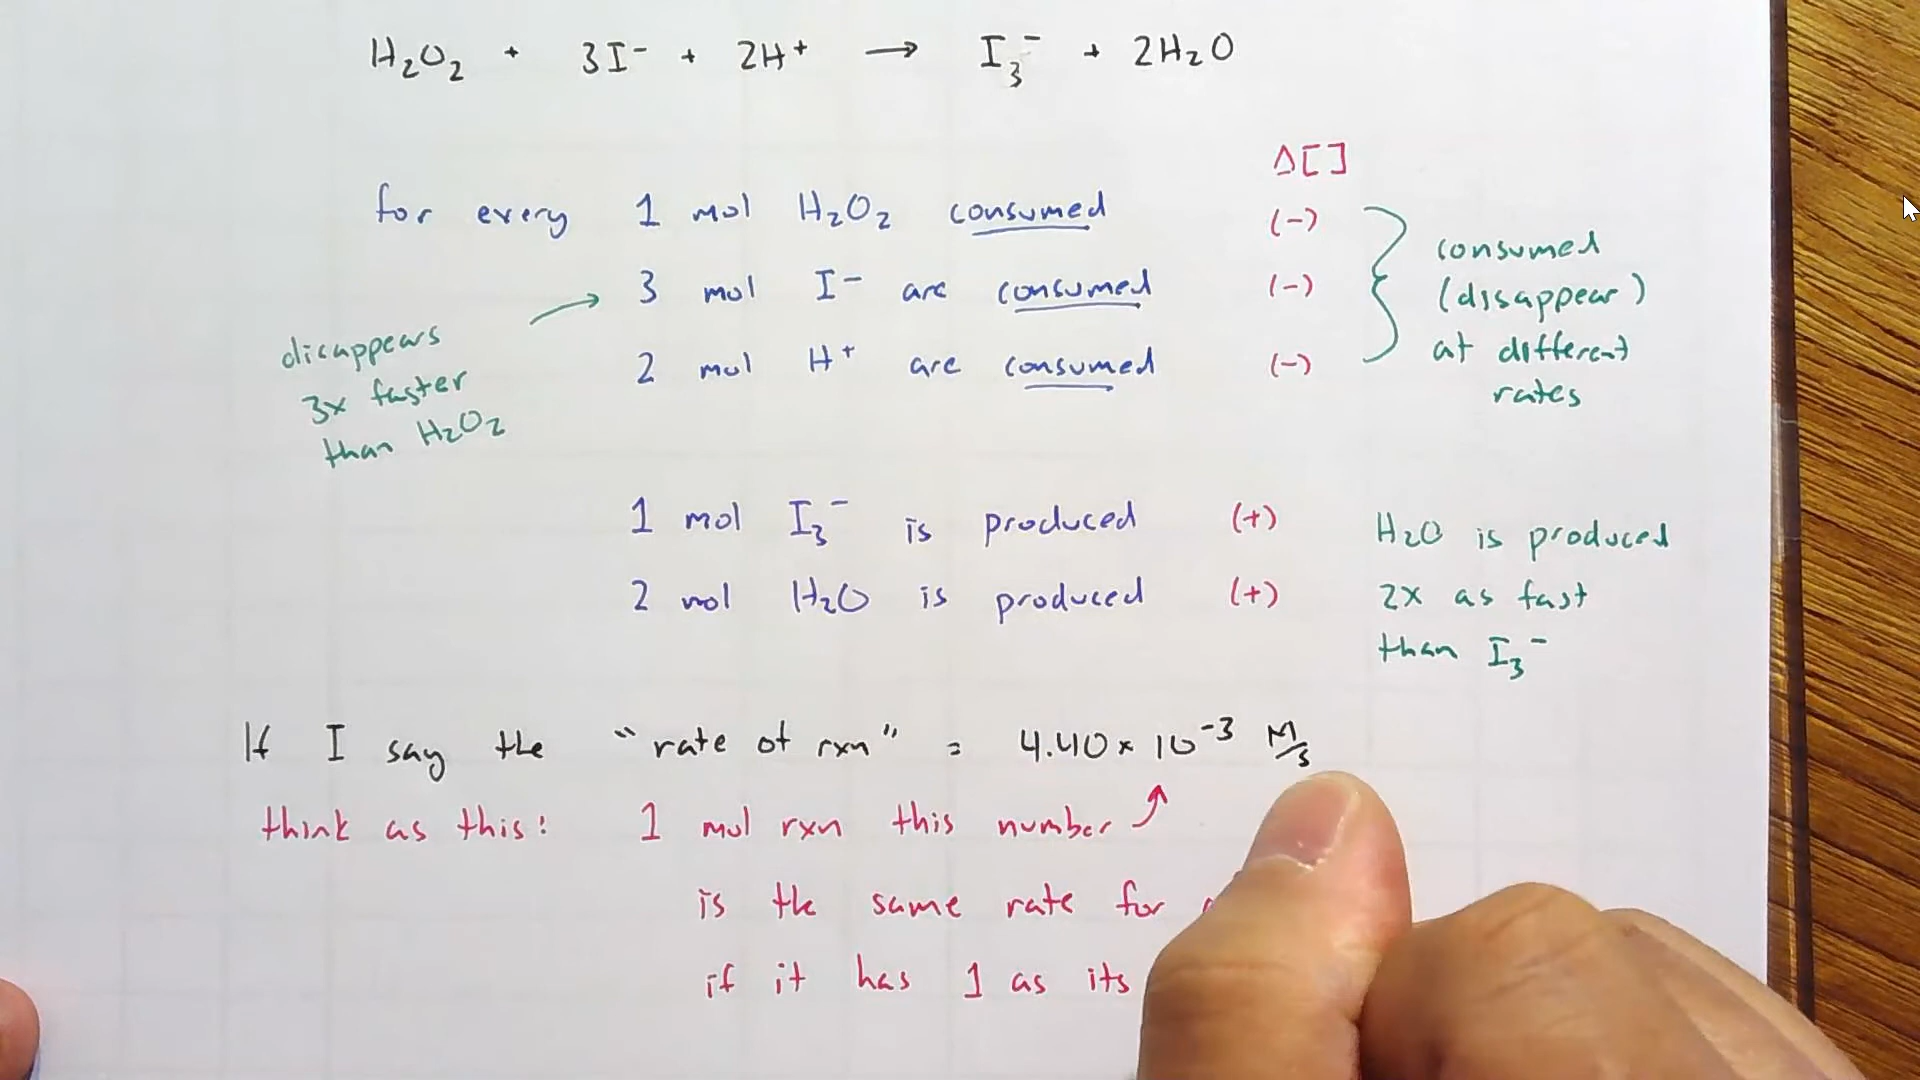 H₂O₂ + 3I⁻ + 2H⁺ → I₃⁻ + 2H₂O
Δ[ ]
for every 1 mol H₂O₂ consumed (-)
3 mol I⁻ are consumed (-)
2 mol H⁺ are consumed (-)
consumed
(disappear)
at different
rates
disappears
3x faster
than H₂O₂
1 mol I₃⁻ is produced (+)
2 mol H₂O is produced (+)
H₂O is produced
2x as fast
than I₃⁻
If I say the "rate of rxn" = 4.40 x 10⁻³ M/s
think as this: 1 mol rxn this number
is the same rate for
if it has 1 as its